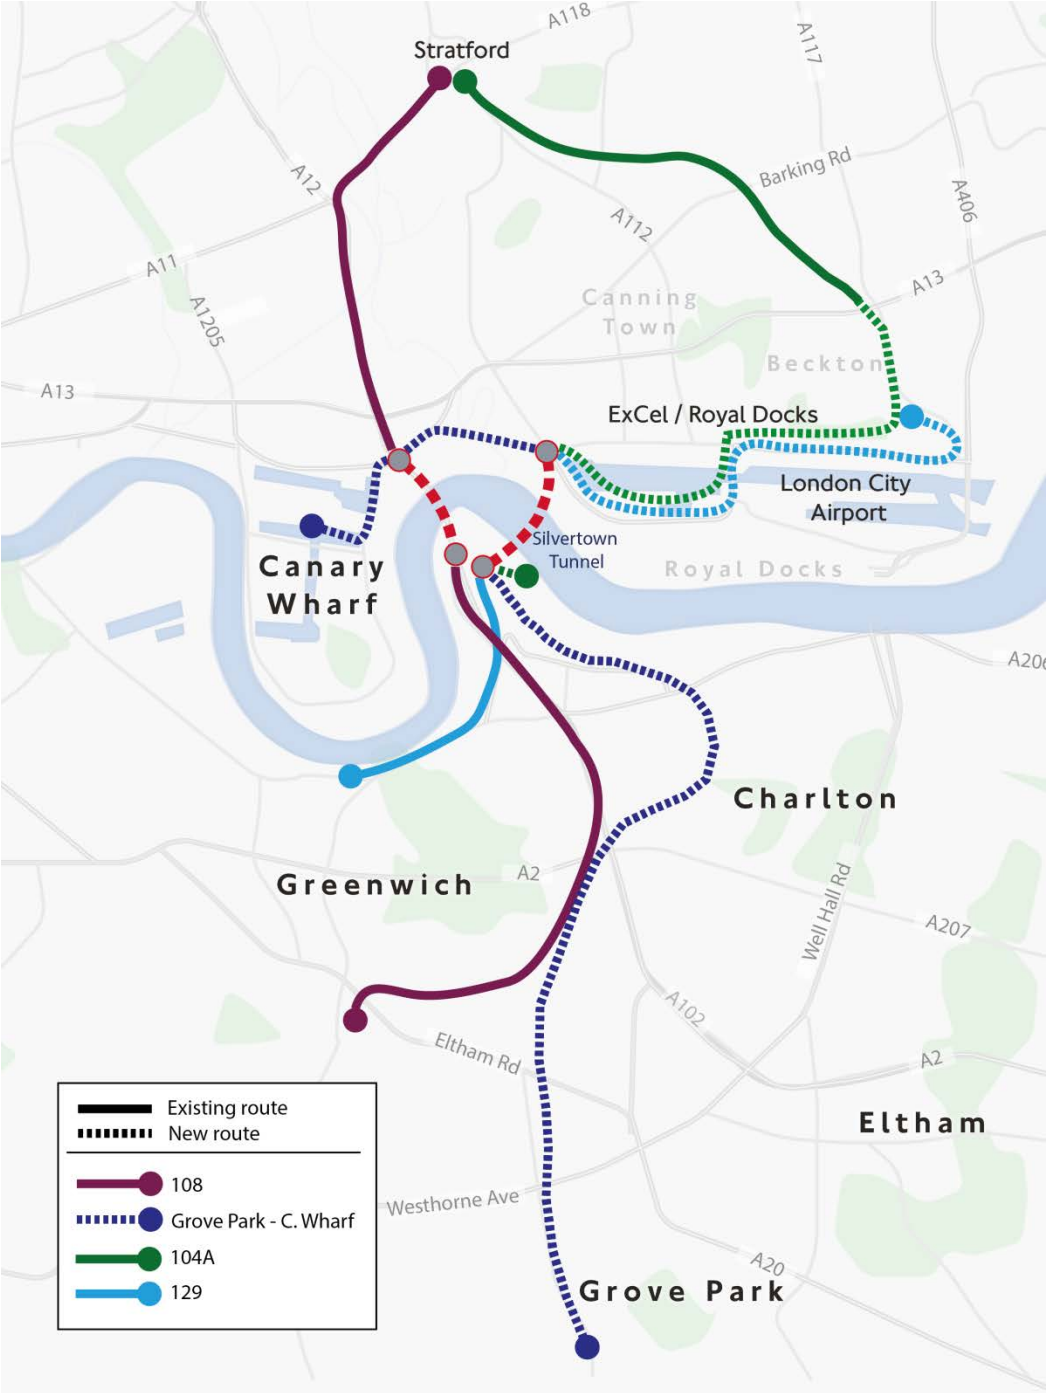 A118
A117
Stratford
Barking Rd
A12
A406
A112
A11
A13
Canning
Town
A1205
Beckton
A13
ExCel / Royal Docks
London City
Airport
Silvertown
Tunnel
Canary
Wharf
Royal Docks
A206
Charlton
A2
Greenwich
Well Hall Rd
A207
A102
Eltham Rd
A2
Existing route
Eltham
New route
108
Westhorne Ave
Grove Park - C. Wharf
104A
A20
129
Grove Park